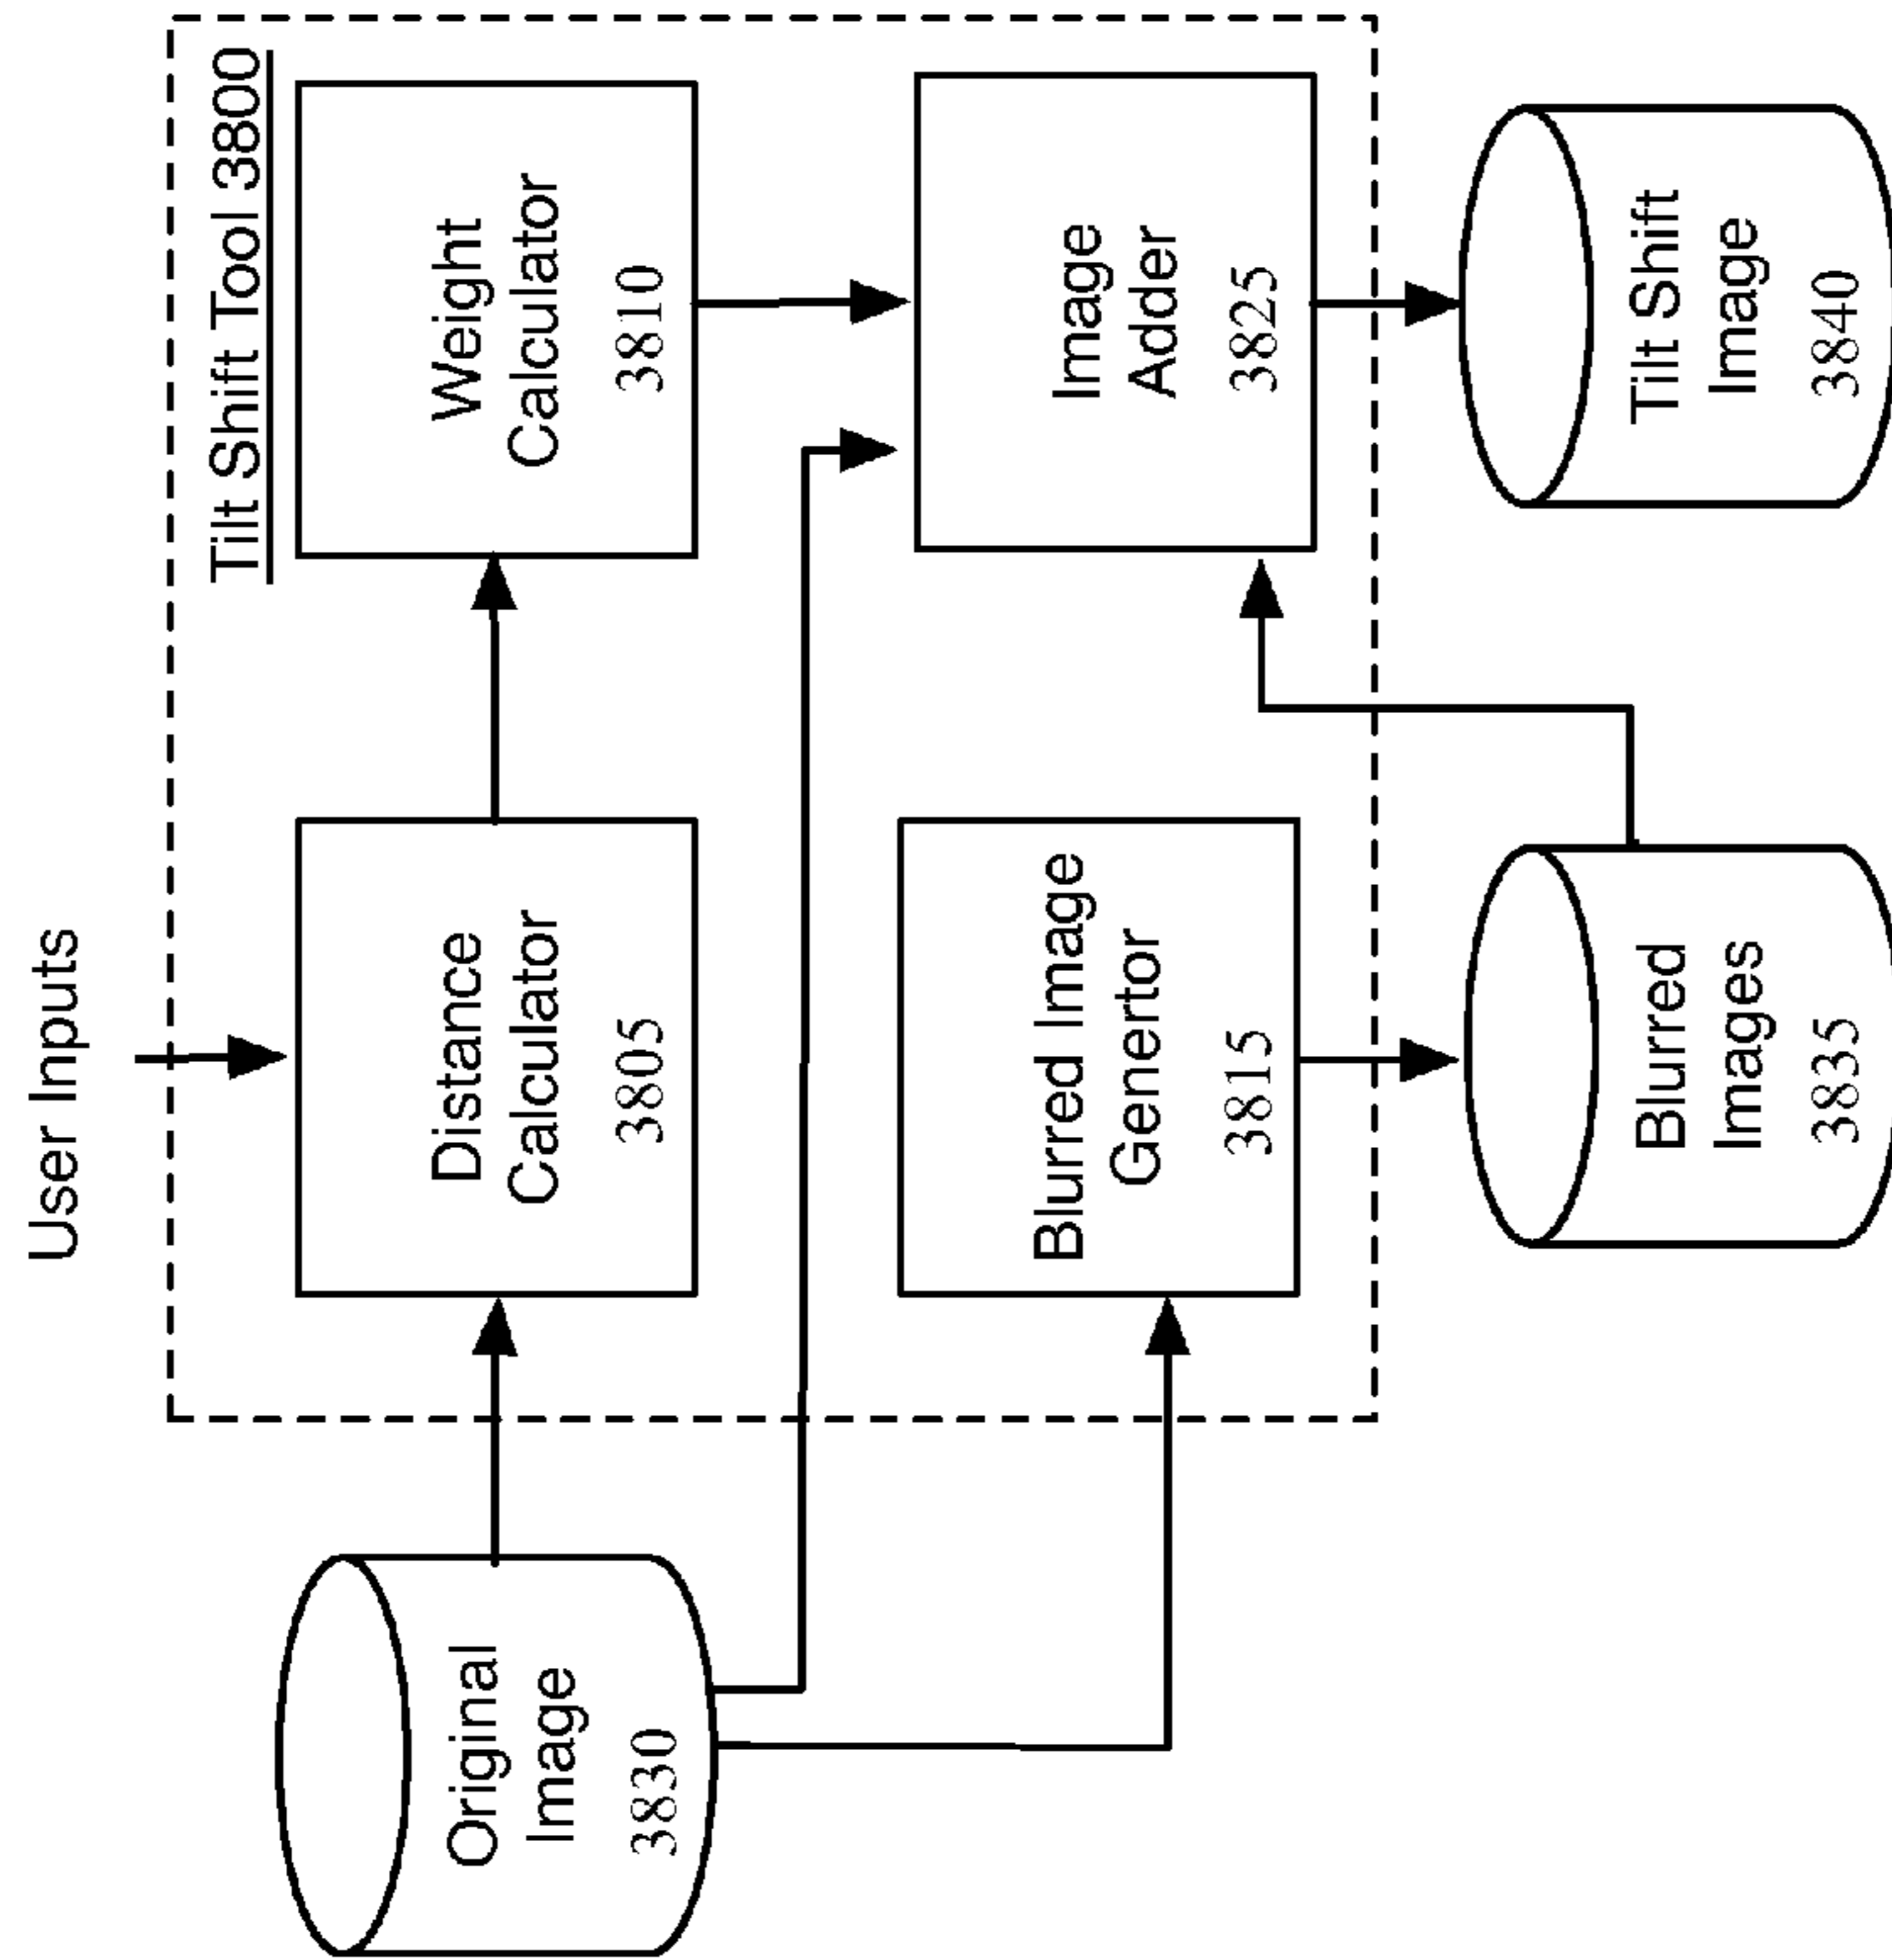 User Inputs
Tilt Shift Tool 3800
Original
Image
3830
Distance
Calculator
3805
Weight
Calculator
3810
Blurred Image
Genertor
3815
Image
Adder
3825
Blurred
Images
3835
Tilt Shift
Image
3840